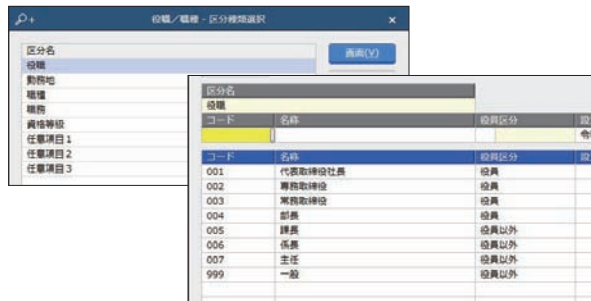 役職／職種 - 区分種類選択
×
区分名
画面(V)
役職
勤務地
職種
職務
資格等級
任意項目1
任意項目2
任意項目3
区分名
役職
コード 名称 役員区分
コード 名称 役員区分
001 代表取締役社長 役員
002 専務取締役 役員
003 常務取締役 役員
004 部長 役員
005 課長 役員以外
006 係長 役員以外
007 主任 役員以外
999 一般 役員以外